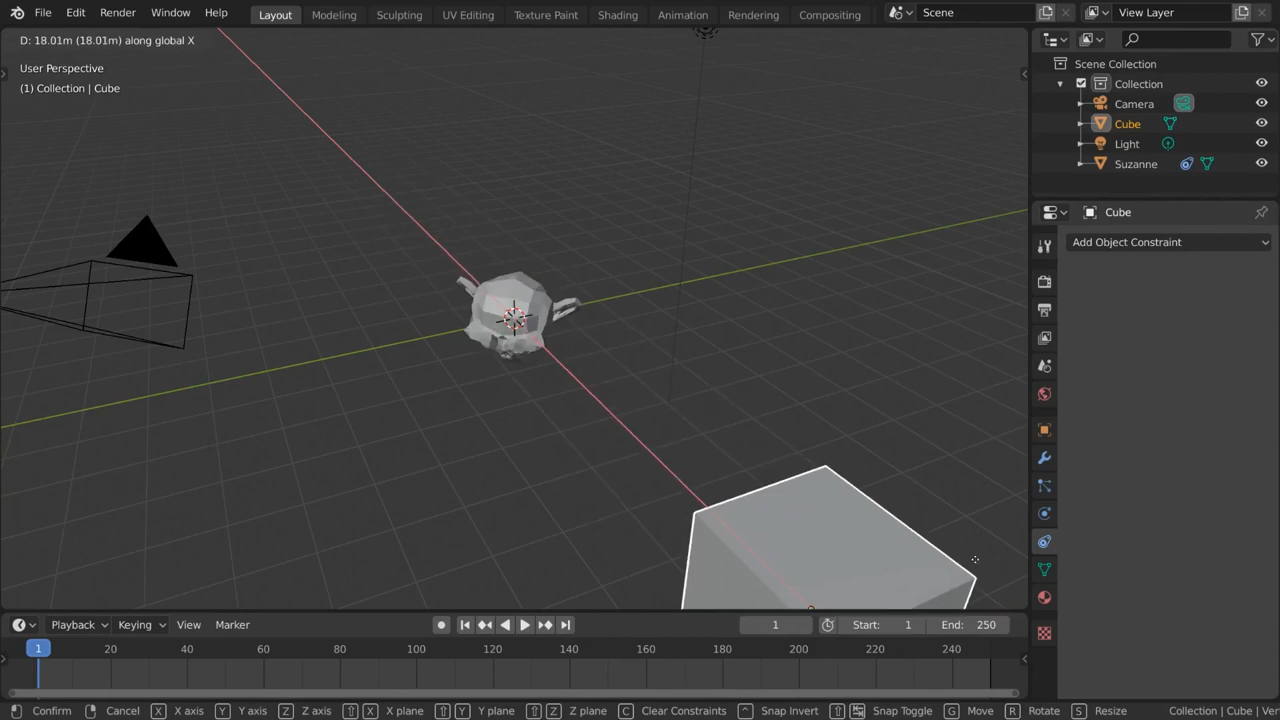 File Edit Render Window Help Layout Modeling Sculpting UV Editing Texture Paint Shading Animation Rendering Compositing Scene View Layer
D: 18.01m (18.01m) along global X
User Perspective
(1) Collection | Cube
Scene Collection
Collection
Camera
Cube
Light
Suzanne
Cube
Add Object Constraint
Playback Keying View Marker 1 Start: 1 End: 250
1 20 40 60 80 100 120 140 160 180 200 220 240
Confirm Cancel X X axis Y Y axis Z Z axis X X plane Y Y plane Z Z plane C Clear Constraints ^ Snap Invert Snap Toggle G Move R Rotate S Resize Collection | Cube | Ver